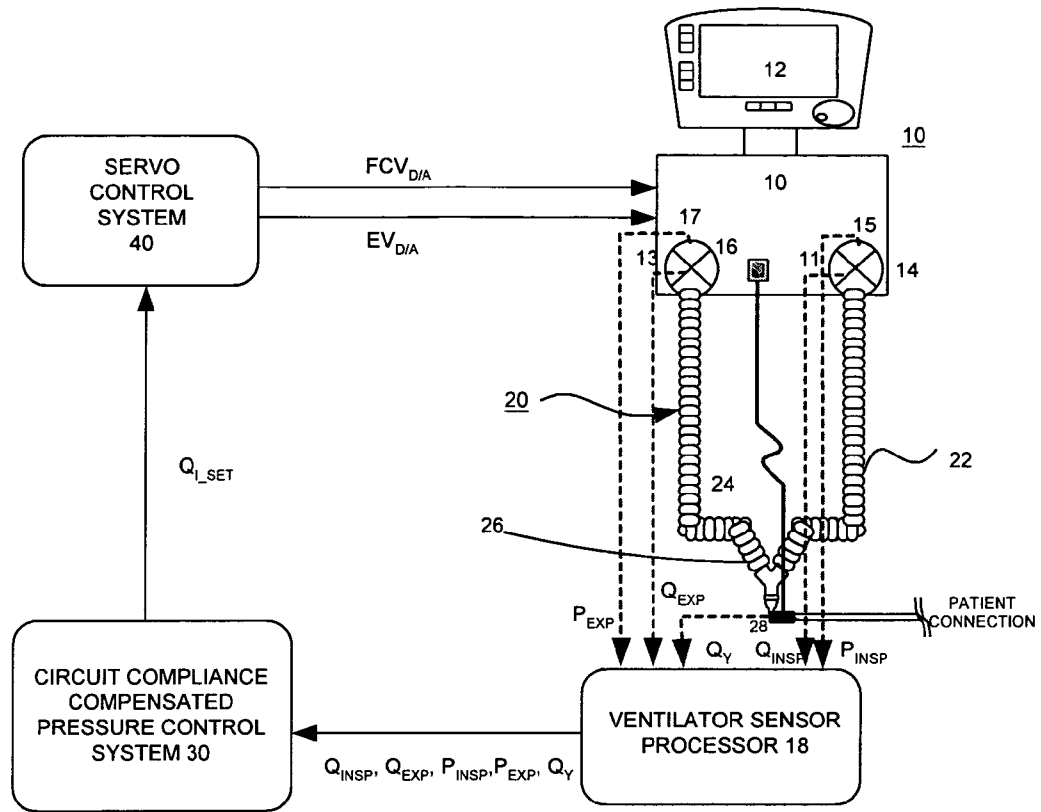 12
10
10
SERVO
CONTROL
SYSTEM
40
FCV_D/A
EV_D/A
17
16
13
15
11
14
20
22
24
26
Q_I_SET
P_EXP
Q_EXP
28
Q_Y
Q_INSP
P_INSP
PATIENT
CONNECTION
CIRCUIT COMPLIANCE
COMPENSATED
PRESSURE CONTROL
SYSTEM 30
VENTILATOR SENSOR
PROCESSOR 18
Q_INSP, Q_EXP, P_INSP,P_EXP, Q_Y